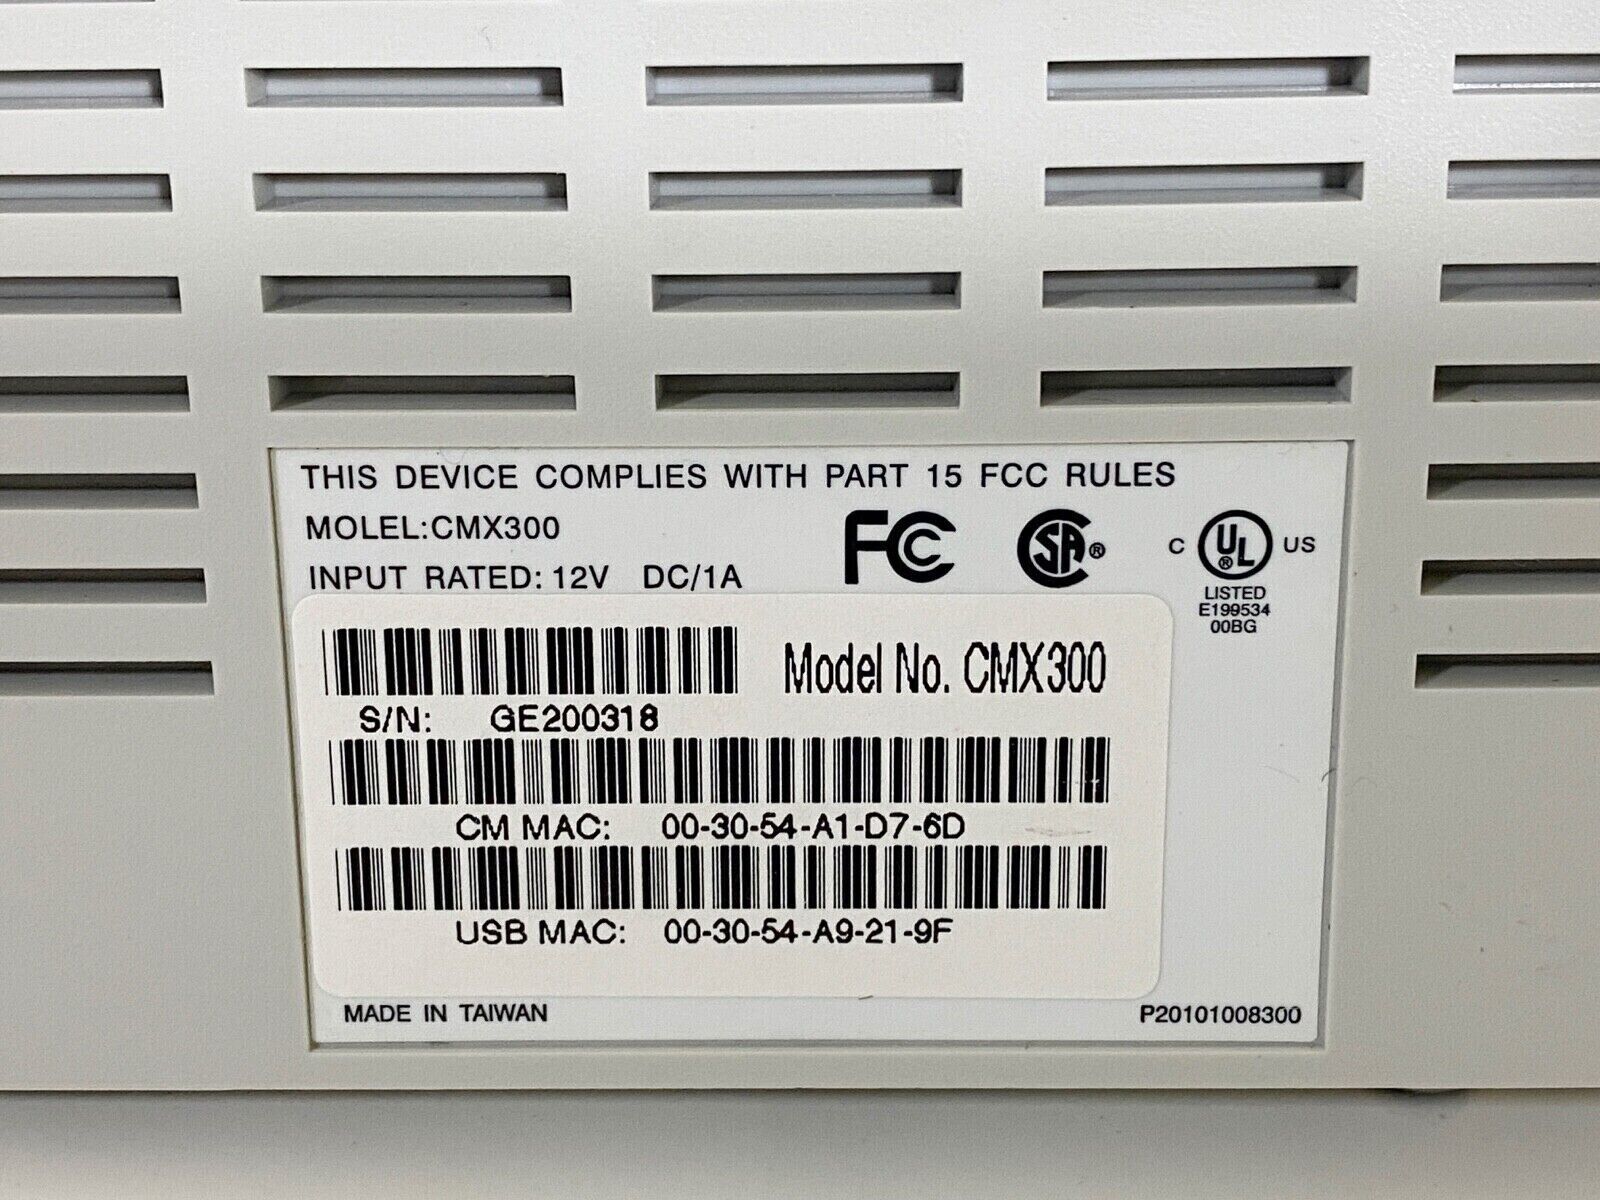 THIS DEVICE COMPLIES WITH PART 15 FCC RULES
MOLEL:CMX300
INPUT RATED: 12V DC/1A
FC
SA®
C UL® US
LISTED
E199534
00BG
Model No. CMX300
S/N: GE200318
CM MAC: 00-30-54-A1-D7-6D
USB MAC: 00-30-54-A9-21-9F
MADE IN TAIWAN
P20101008300